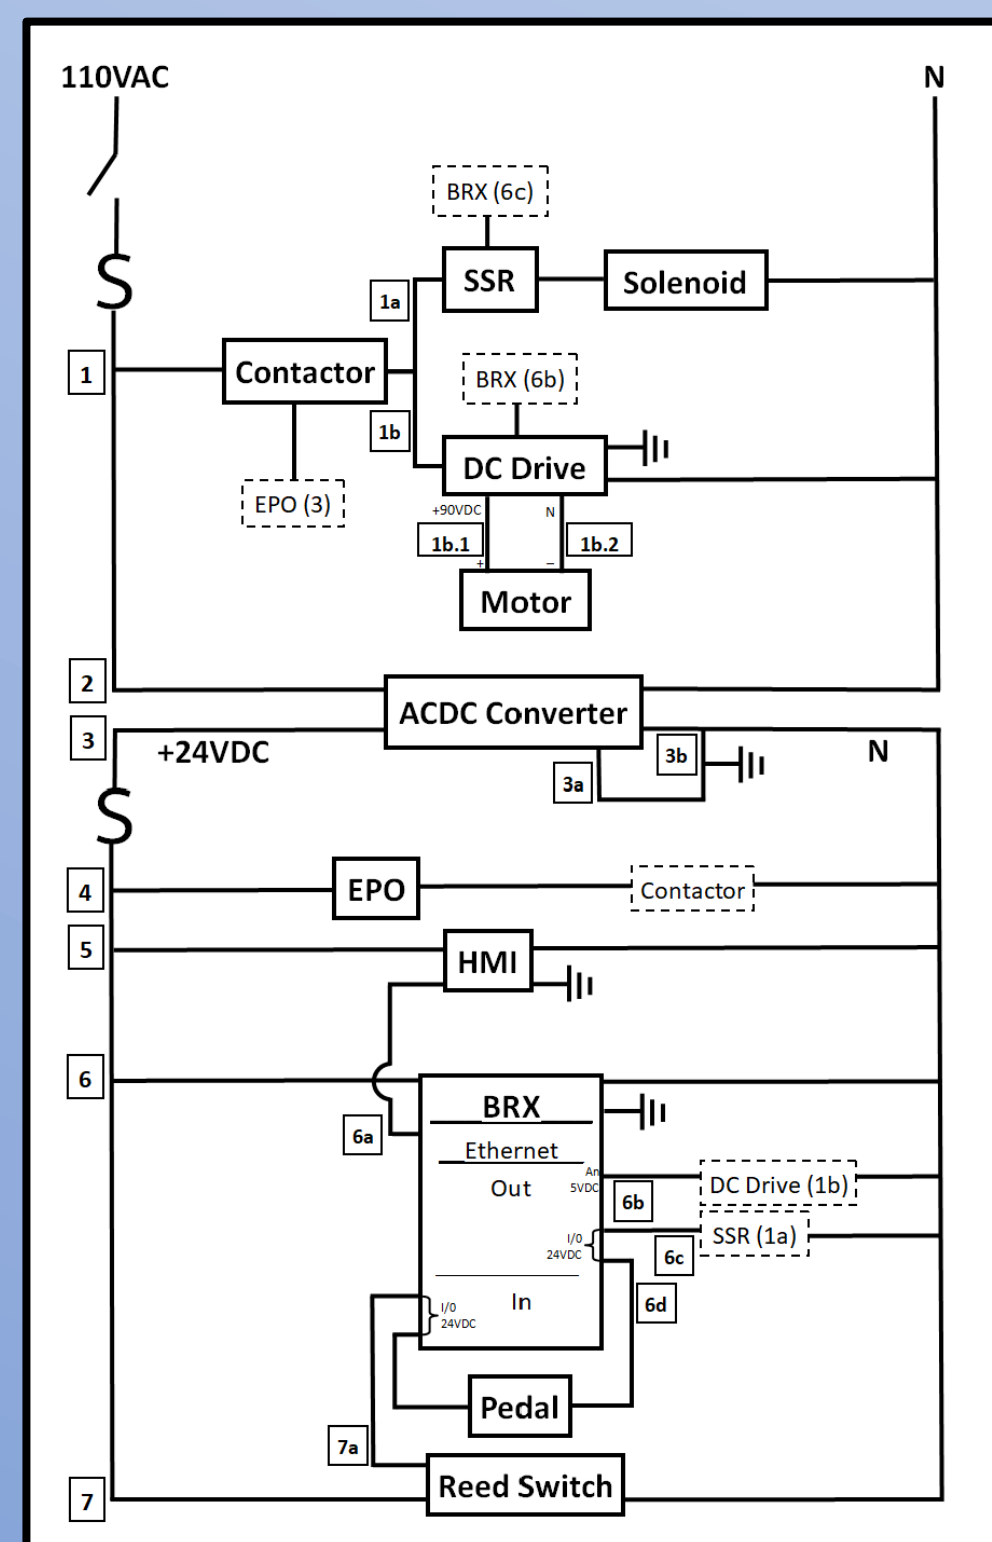 110VAC
N
BRX (6c)
SSR
Solenoid
1a
1
Contactor
BRX (6b)
1b
DC Drive
EPO (3)
+90VDC
N
1b.1
1b.2
+
–
Motor
2
ACDC Converter
3
+24VDC
3b
N
3a
4
EPO
Contactor
5
HMI
6
BRX
6a
Ethernet
An
5VDC
Out
DC Drive (1b)
6b
SSR (1a)
I/0
24VDC
6c
In
6d
I/0
24VDC
Pedal
7a
Reed Switch
7